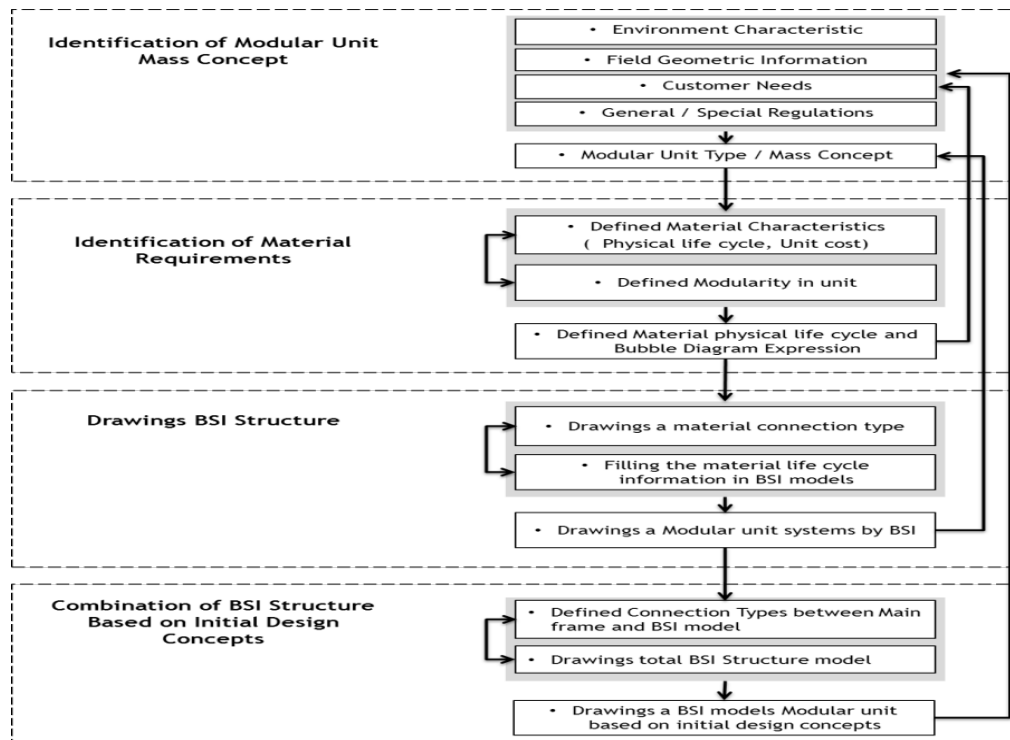 Identification of Modular Unit
Mass Concept
• Environment Characteristic
• Field Geometric Information
• Customer Needs
• General / Special Regulations
• Modular Unit Type / Mass Concept
Identification of Material
Requirements
• Defined Material Characteristics
( Physical life cycle, Unit cost)
• Defined Modularity in unit
• Defined Material physical life cycle and
Bubble Diagram Expression
Drawings BSI Structure
• Drawings a material connection type
• Filling the material life cycle
information in BSI models
• Drawings a Modular unit systems by BSI
Combination of BSI Structure
Based on Initial Design
Concepts
• Defined Connection Types between Main
frame and BSI model
• Drawings total BSI Structure model
• Drawings a BSI models Modular unit
based on initial design concepts